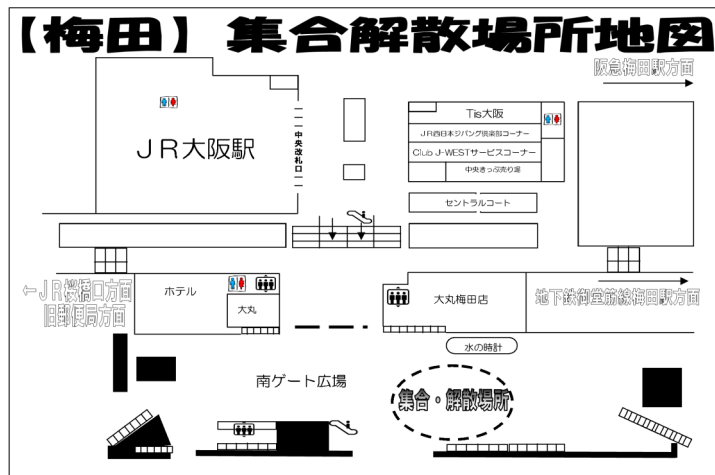 【梅田】集合解散場所地図
阪急梅田駅方面
JR大阪駅
中央改札口
Tis大阪
JR西日本ジパング倶楽部コーナー
Club J-WESTサービスコーナー
中央きっぷ売り場
セントラルコート
←JR桜橋口方面
旧郵便局方面
ホテル
大丸
大丸梅田店
地下鉄御堂筋線梅田駅方面
水の時計
南ゲート広場
集合・解散場所